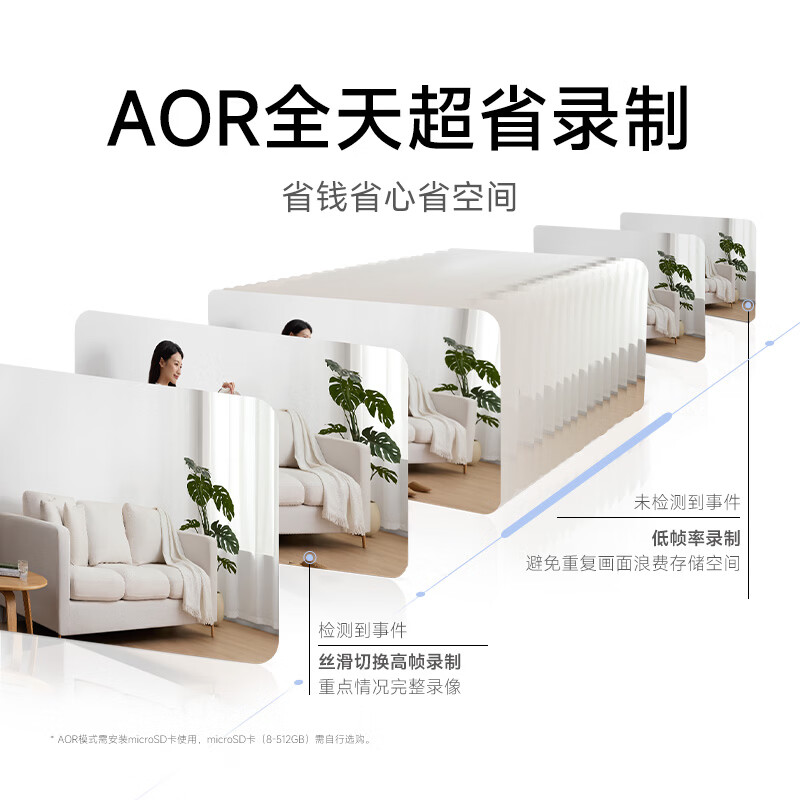 AOR全天超省录制
省钱省心省空间
未检测到事件
低帧率录制
避免重复画面浪费存储空间
检测到事件
丝滑切换高帧录制
重点情况完整录像
* AOR模式需安装microSD卡使用，microSD卡（8-512GB）需自行选购。